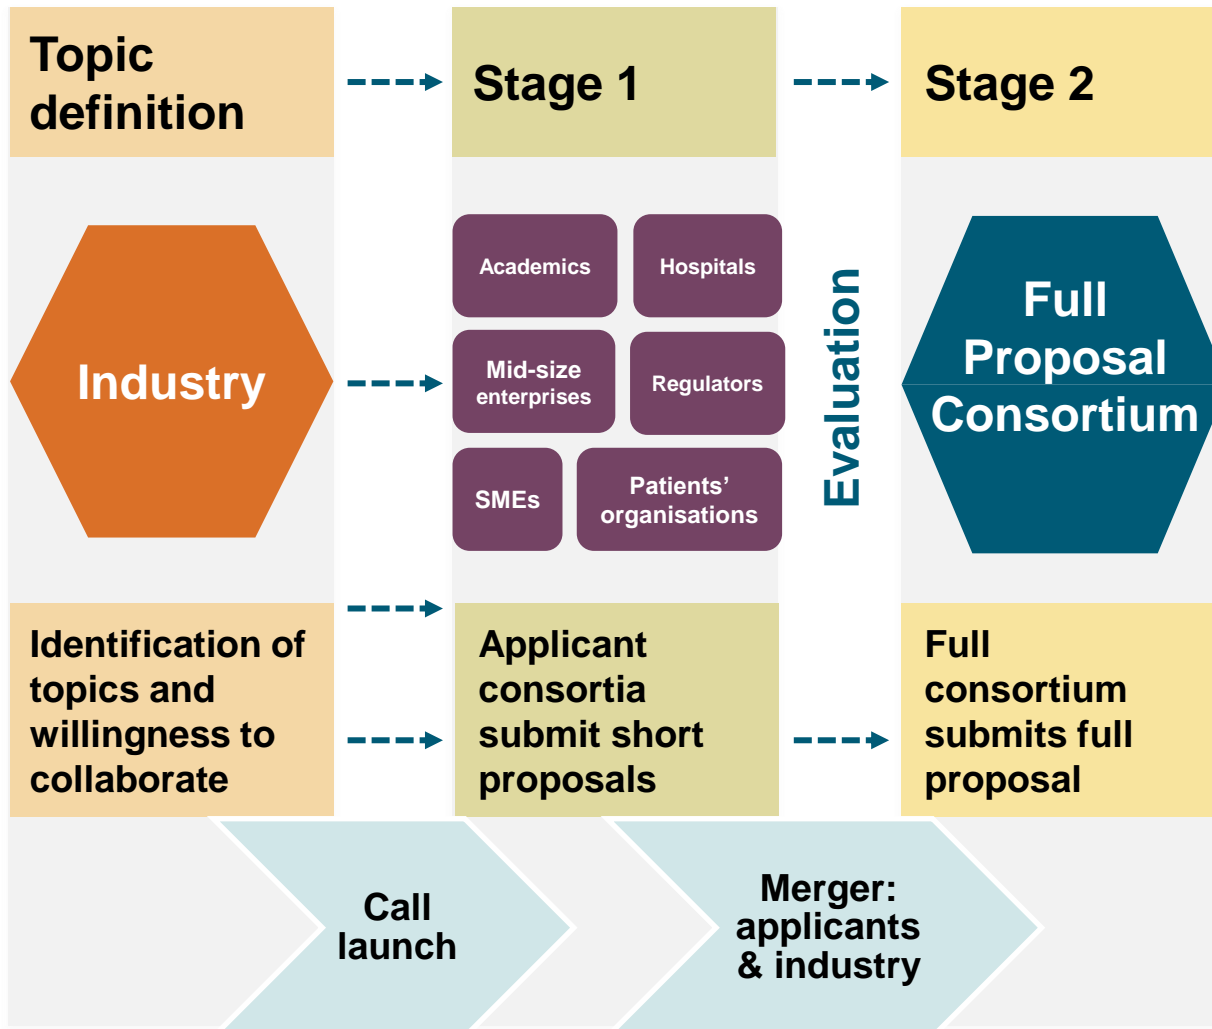 Topic
definition
Stage 1
Stage 2
Industry
Academics
Hospitals
Mid-size
enterprises
Regulators
SMEs
Patients’
organisations
Evaluation
Full
Proposal
Consortium
Identification of
topics and
willingness to
collaborate
Applicant
consortia
submit short
proposals
Full
consortium
submits full
proposal
Call
launch
Merger:
applicants
& industry